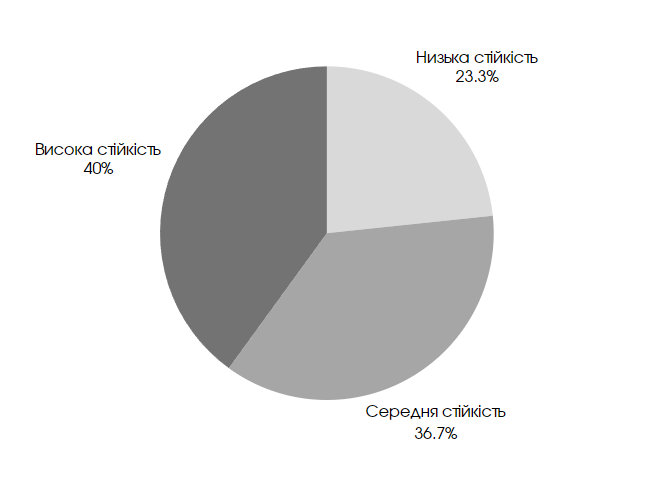 Низька стійкість
23.3%
Висока стійкість
40%
Середня стійкість
36.7%